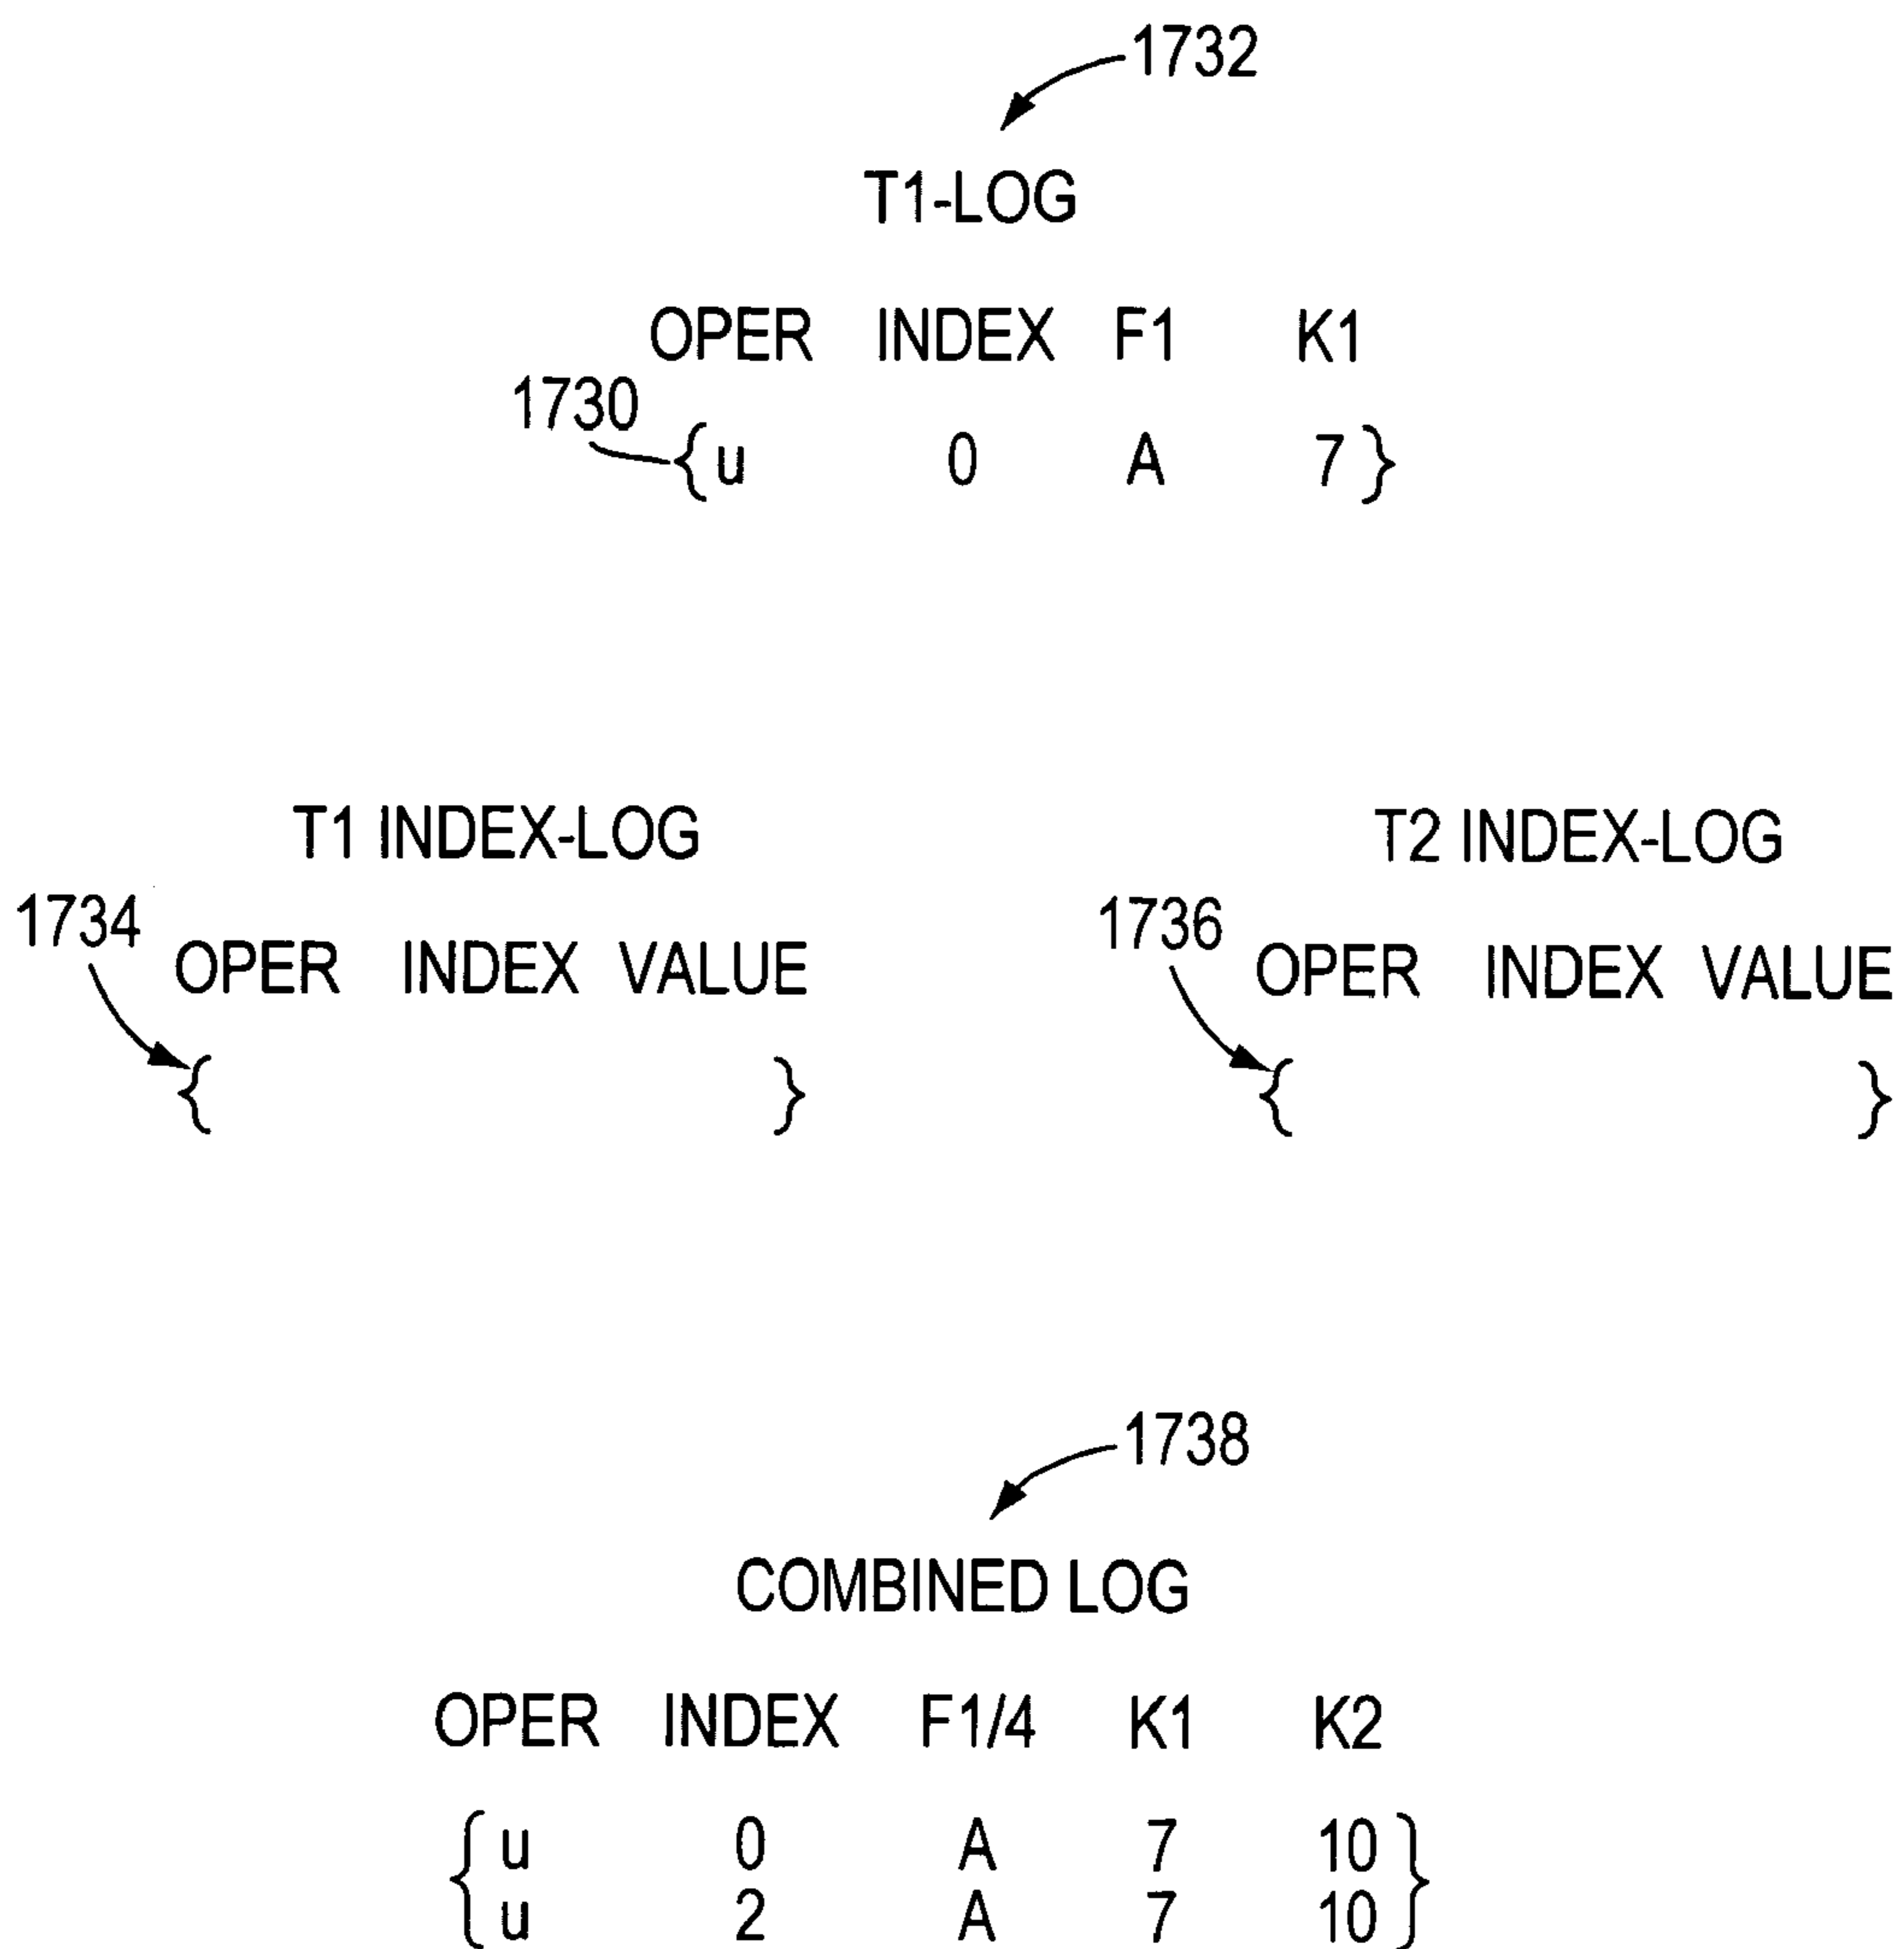 1732
T1-LOG
OPER INDEX F1 K1
1730
{u 0 A 7}
T1 INDEX-LOG
T2 INDEX-LOG
1734
1736
OPER INDEX VALUE
OPER INDEX VALUE
{ }
{ }
1738
COMBINED LOG
OPER INDEX F1/4 K1 K2
{u 0 A 7 10}
u 2 A 7 10